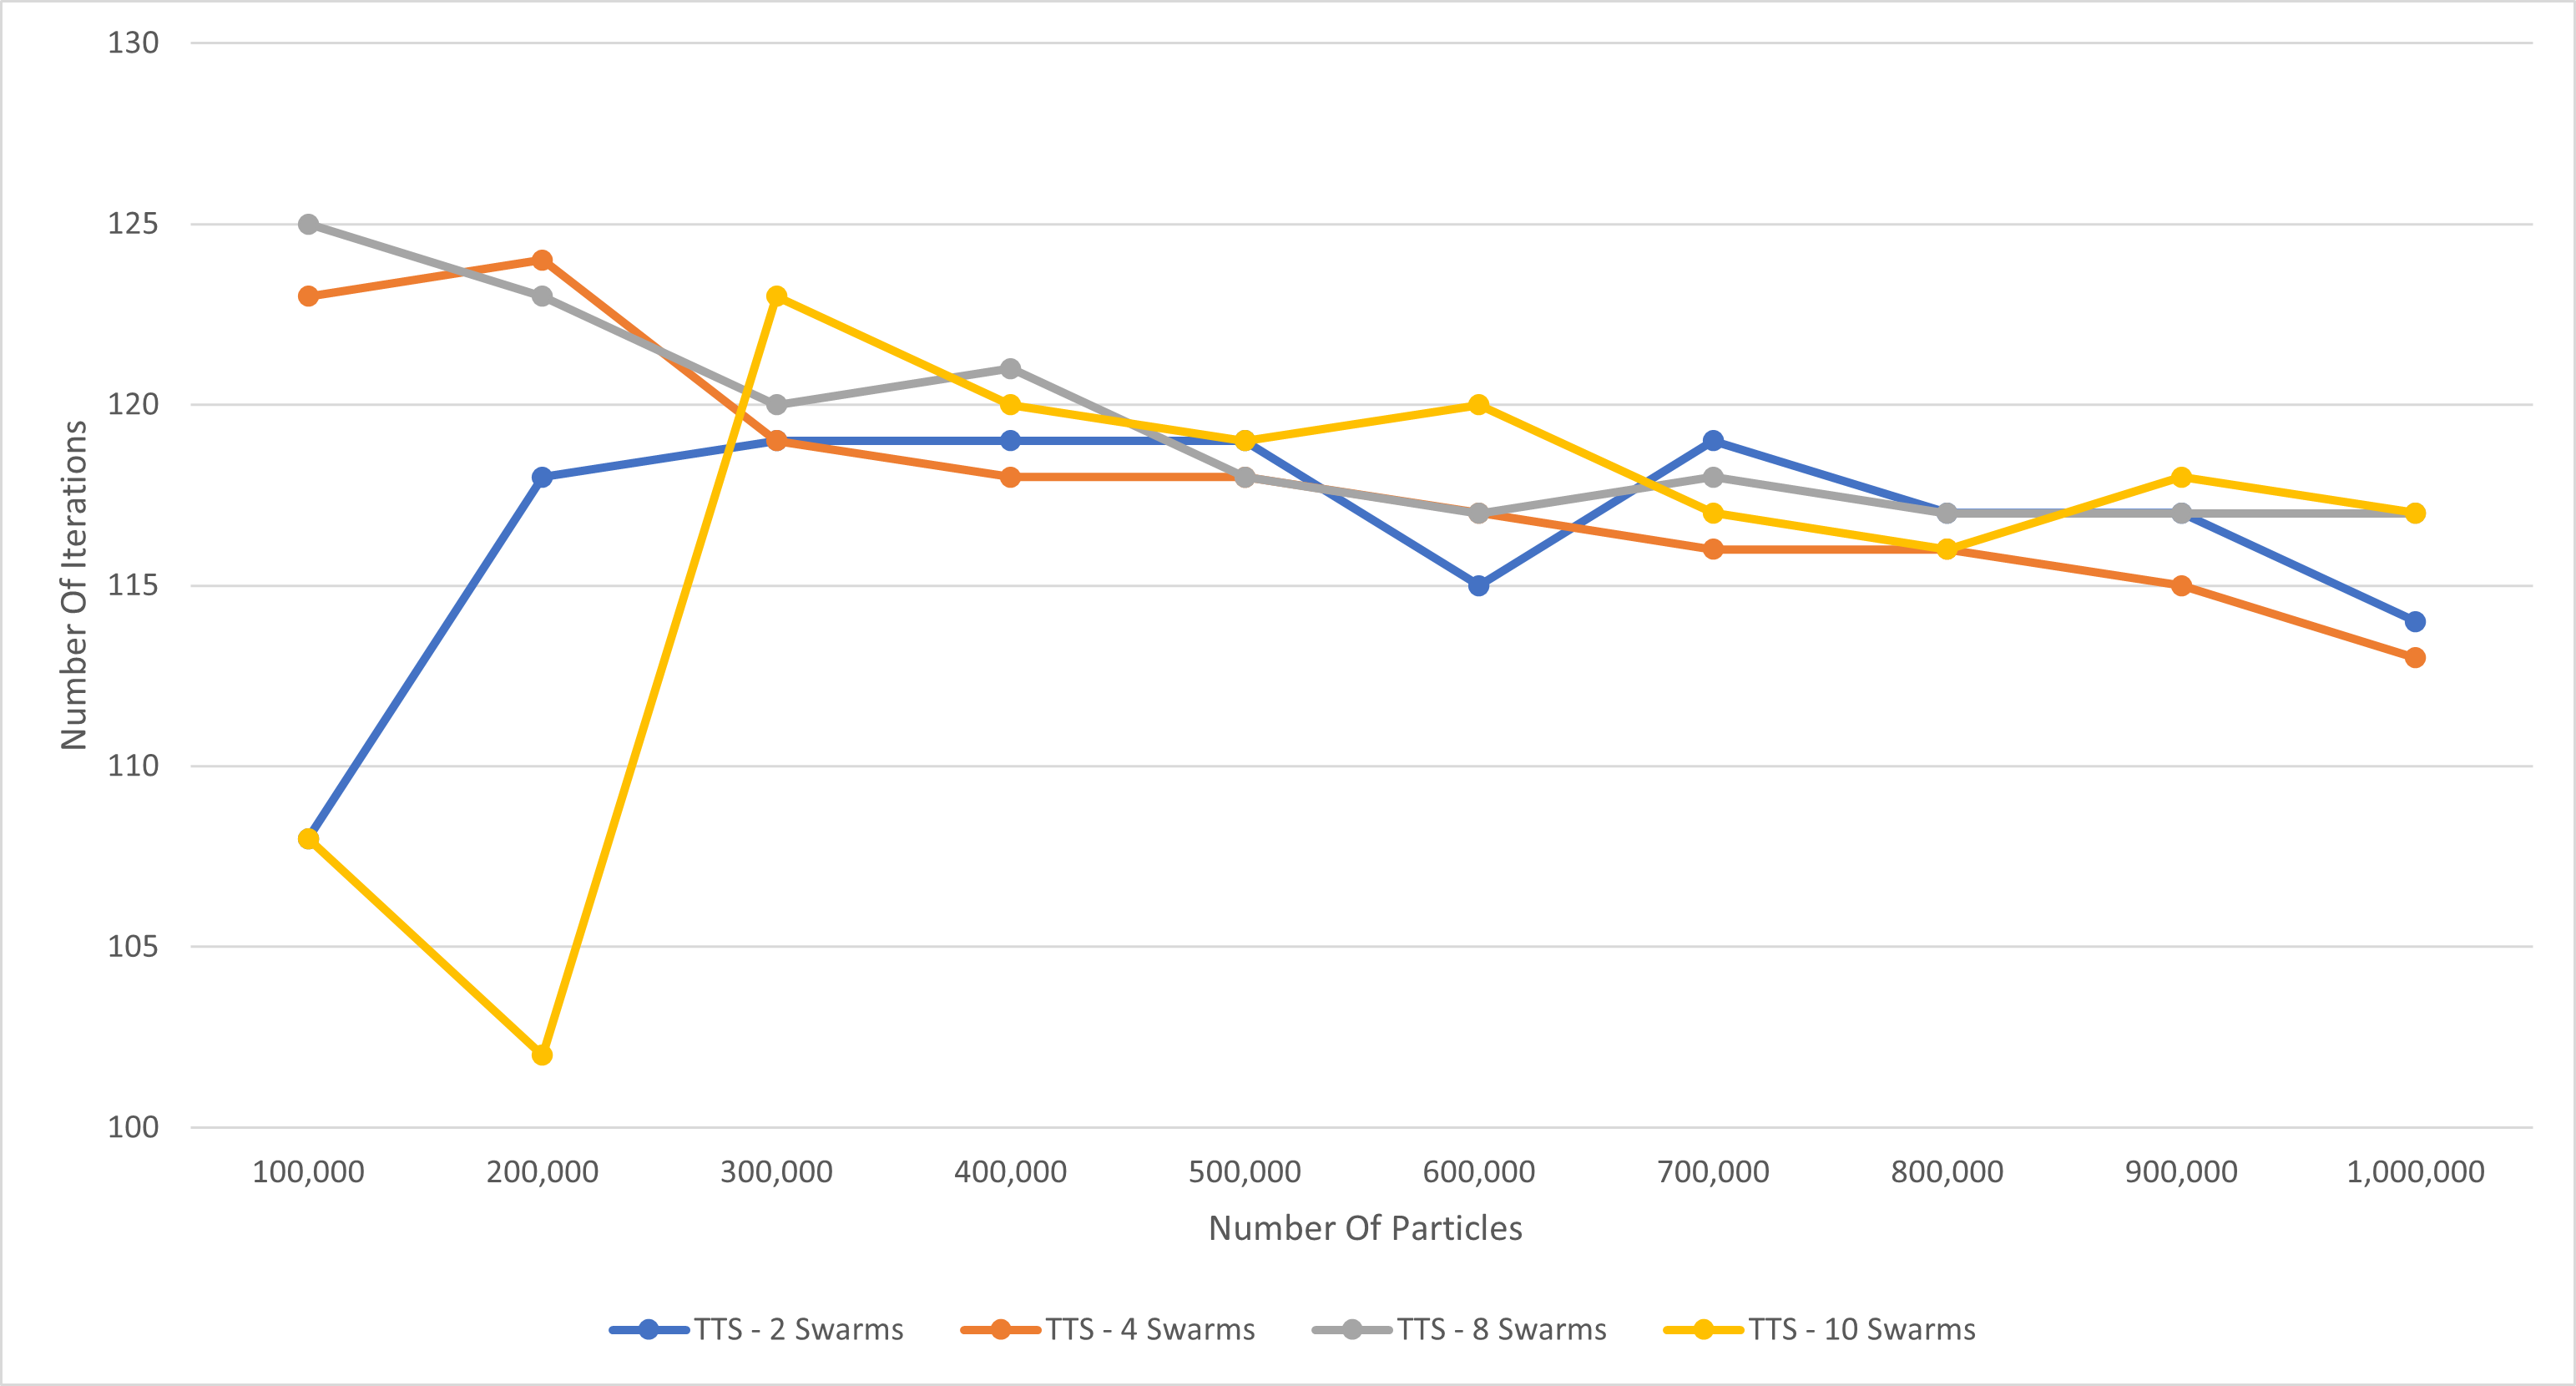 130
125
120
115
110
105
100
Number Of Iterations
100,000 200,000 300,000 400,000 500,000 600,000 700,000 800,000 900,000 1,000,000
Number Of Particles
TTS - 2 Swarms TTS - 4 Swarms TTS - 8 Swarms TTS - 10 Swarms